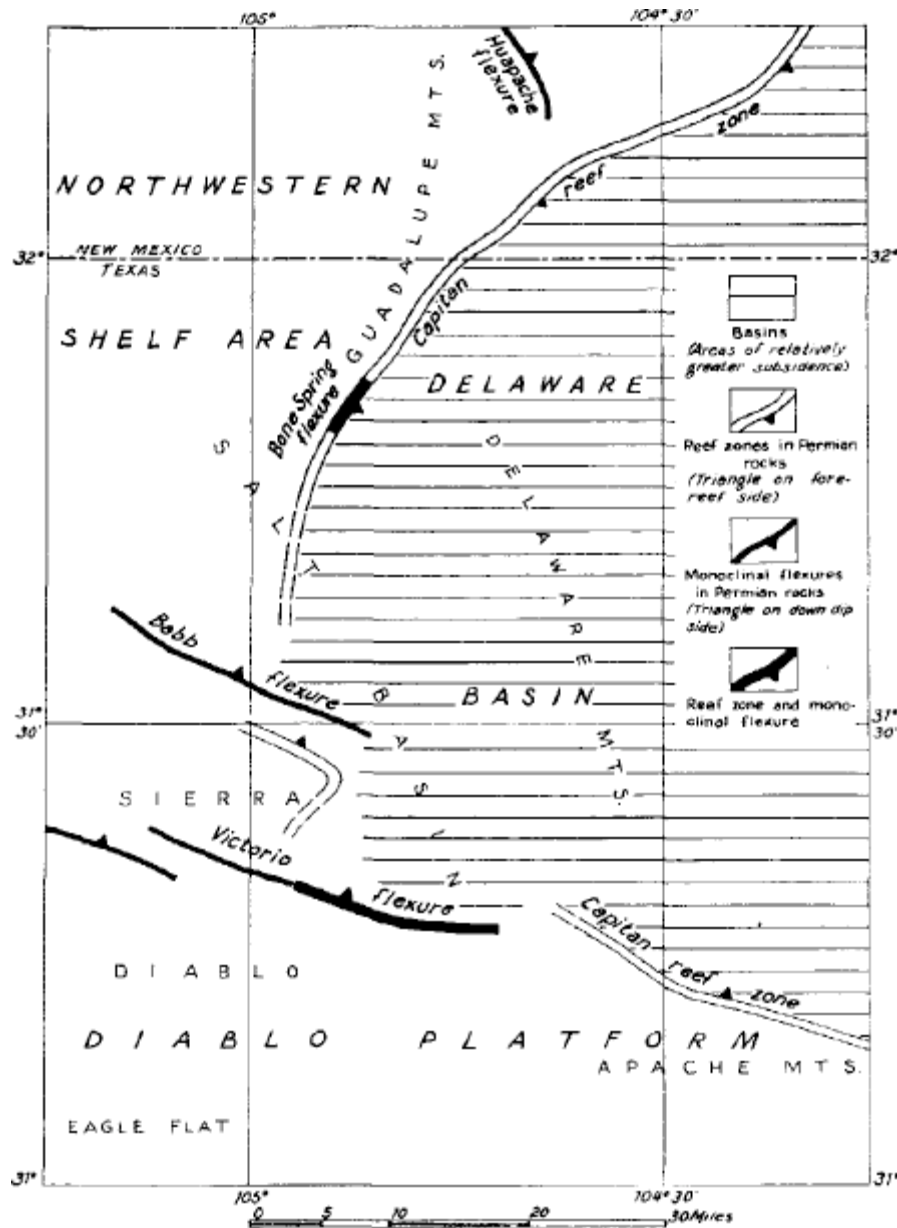 105°
104° 30'
Huapache
flexure
GUADALUPE MTS.
zone
reef
Capitan
NORTHWESTERN
NEW MEXICO
TEXAS
32°
32°
SHELF AREA
Basins
(Areas of relatively
greater subsidence)
Bone Spring
flexure
DELAWARE
Reef zones in Permian
rocks
(Triangle on fore-
reef side)
SALT BASIN
DELAWARE MTS.
Monoclinal flexures
in Permian rocks
(Triangle on down dip
side)
Babb
flexure
BASIN
Reef zone and mono-
clinal flexure
31°
30'
31°
30'
SIERRA
Victorio
flexure
Capitan
reef
zone
DIABLO
DIABLO PLATFORM
APACHE MTS.
EAGLE FLAT
31°
31°
105°
104° 30'
0 5 10 20 30 Miles